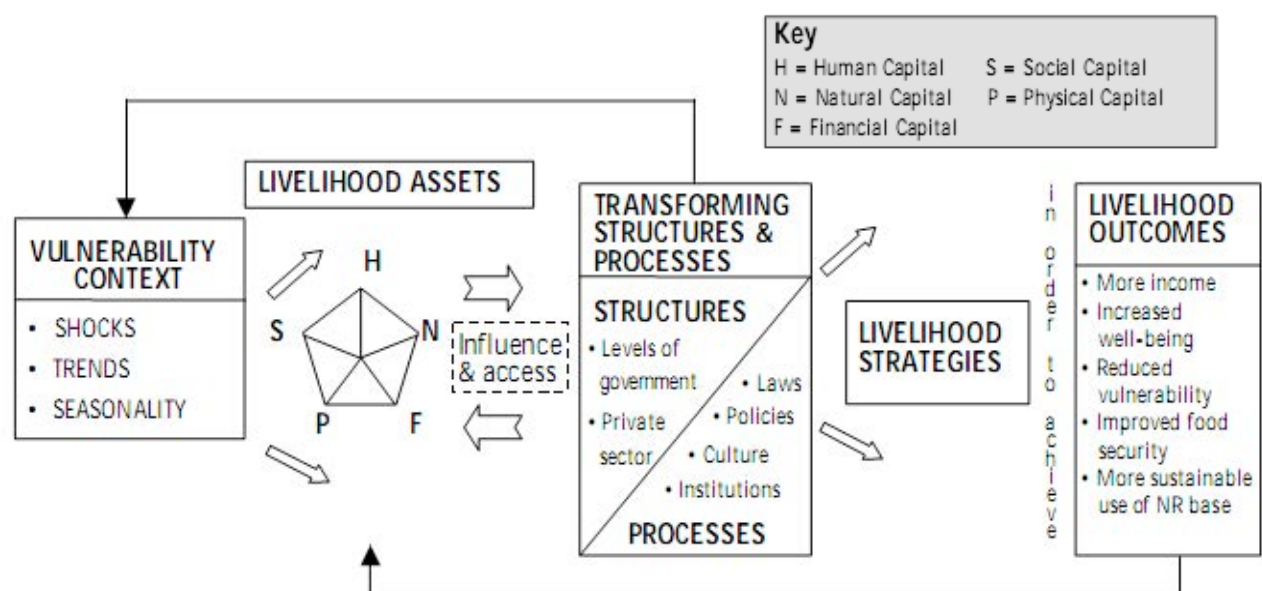 Key
H = Human Capital S = Social Capital
N = Natural Capital P = Physical Capital
F = Financial Capital
LIVELIHOOD ASSETS
VULNERABILITY
CONTEXT
• SHOCKS
• TRENDS
• SEASONALITY
H
S
N
P
F
Influence
& access
TRANSFORMING
STRUCTURES &
PROCESSES
STRUCTURES
• Levels of
government
• Private
sector
• Laws
• Policies
• Culture
• Institutions
PROCESSES
LIVELIHOOD
STRATEGIES
in order to achieve
LIVELIHOOD
OUTCOMES
• More income
• Increased
well-being
• Reduced
vulnerability
• Improved food
security
• More sustainable
use of NR base